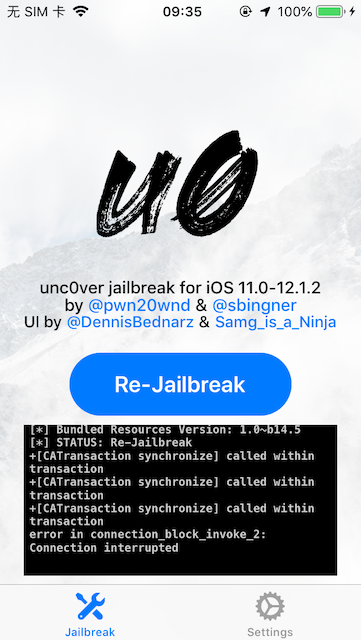 无 SIM 卡 09:35 100%
u0
unc0ver jailbreak for iOS 11.0-12.1.2
by @pwn20wnd & @sbingner
UI by @DennisBednarz & Samg_is_a_Ninja
Re-Jailbreak
[*] Bundled Resources Version: 1.0~b14.5
[*] STATUS: Re-Jailbreak
+[CATransaction synchronize] called within
transaction
+[CATransaction synchronize] called within
transaction
+[CATransaction synchronize] called within
transaction
error in connection_block_invoke_2:
Connection interrupted
Jailbreak Settings